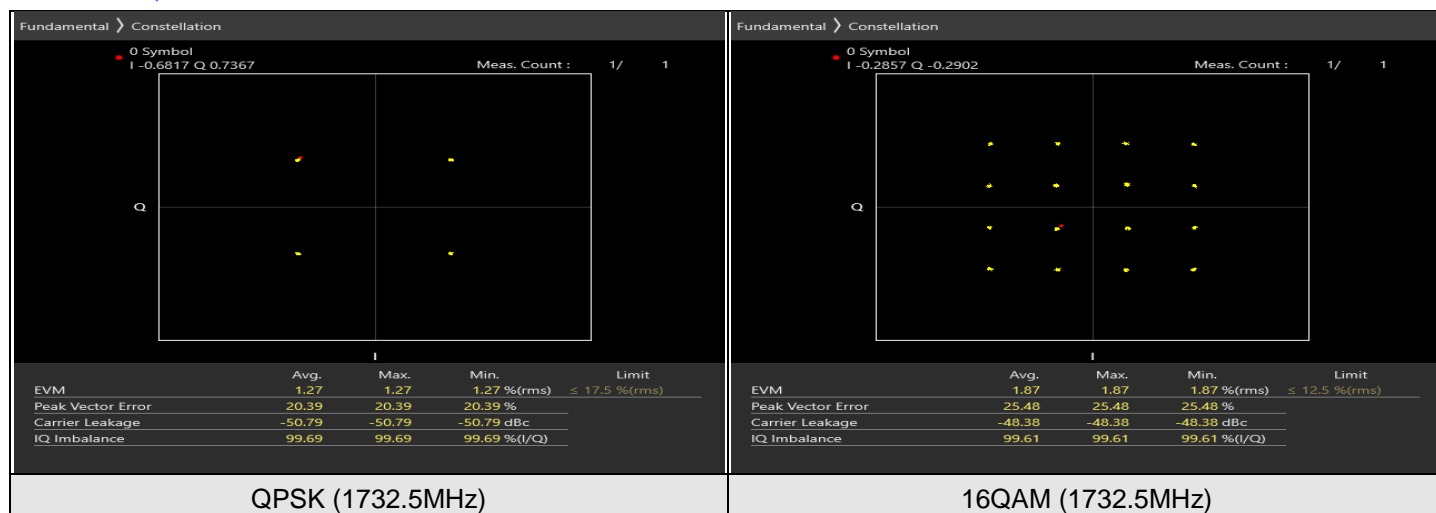 Fundamental ❯ Constellation
0 Symbol
I -0.6817 Q 0.7367 Meas. Count : 1/ 1
Q
I
Avg. Max. Min. Limit
EVM 1.27 1.27 1.27 %(rms) ≤ 17.5 %(rms)
Peak Vector Error 20.39 20.39 20.39 %
Carrier Leakage -50.79 -50.79 -50.79 dBc
IQ Imbalance 99.69 99.69 99.69 %(I/Q)
QPSK (1732.5MHz)
Fundamental ❯ Constellation
0 Symbol
I -0.2857 Q -0.2902 Meas. Count : 1/ 1
Q
I
Avg. Max. Min. Limit
EVM 1.87 1.87 1.87 %(rms) ≤ 12.5 %(rms)
Peak Vector Error 25.48 25.48 25.48 %
Carrier Leakage -48.38 -48.38 -48.38 dBc
IQ Imbalance 99.61 99.61 99.61 %(I/Q)
16QAM (1732.5MHz)